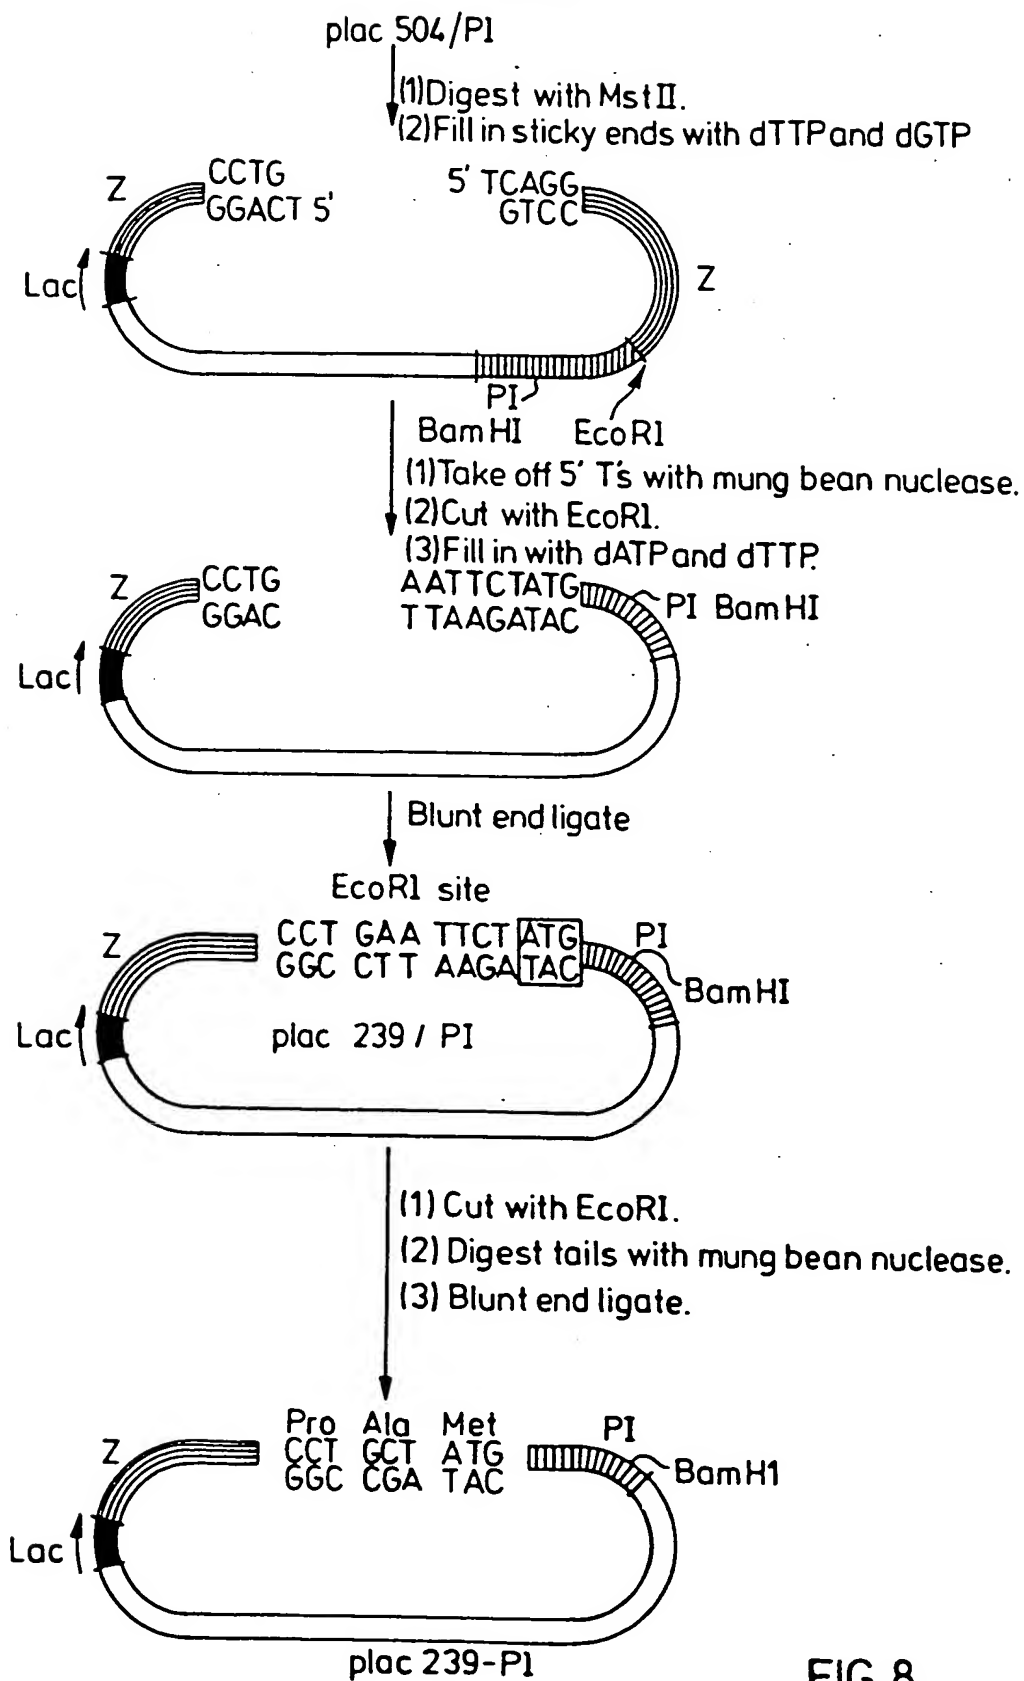 plac 504/PI
(1)Digest with MstII.
(2)Fill in sticky ends with dTTP and dGTP
Z
CCTG
GGACT 5'
5' TCAGG
GTCC
Lac
Z
PI
BamHI
EcoR1
(1)Take off 5' T's with mung bean nuclease.
(2)Cut with EcoR1.
(3)Fill in with dATP and dTTP.
Z
CCTG
GGAC
AATTCTATG
TTAAGATAC
PI BamHI
Lac
Blunt end ligate
EcoR1 site
Z
CCT GAA TTCT ATG
GGC CTT AAGA TAC
PI
BamHI
Lac
plac 239 / PI
(1) Cut with EcoRI.
(2) Digest tails with mung bean nuclease.
(3) Blunt end ligate.
Pro Ala Met
Z
CCT GCT ATG
GGC CGA TAC
PI
BamH1
Lac
plac 239-P1
FIG. 8